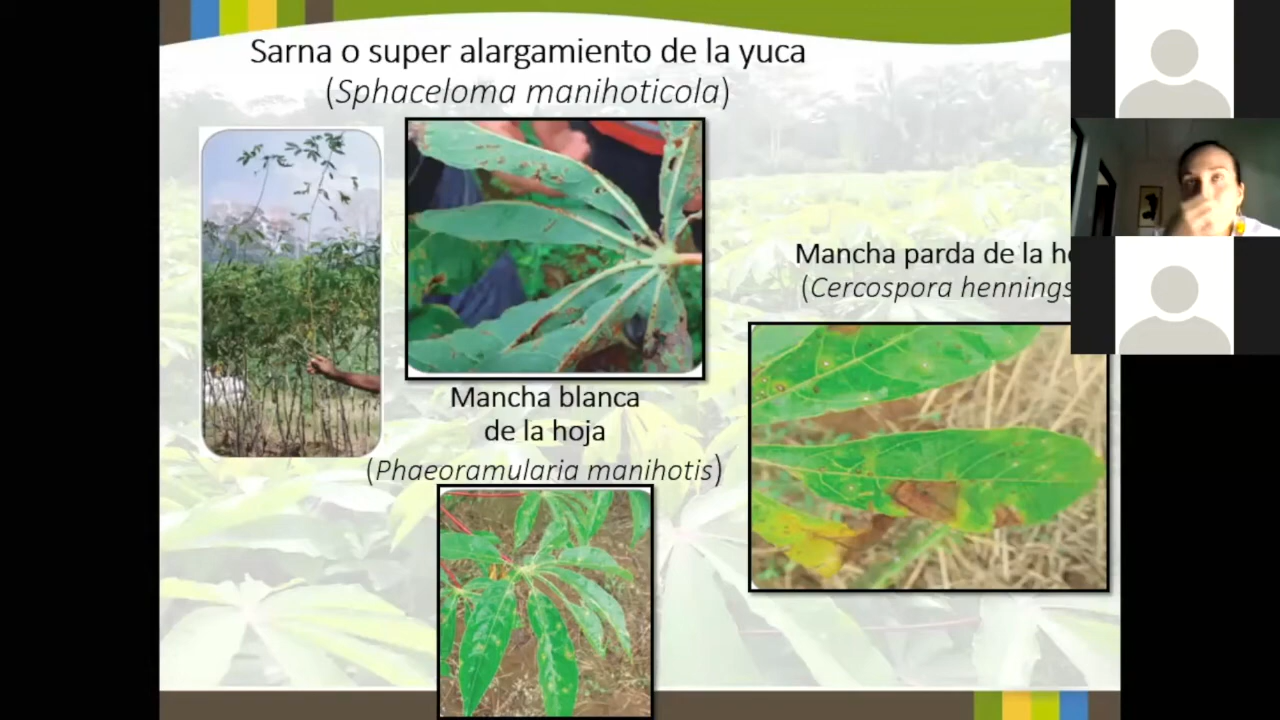 Sarna o super alargamiento de la yuca
(Sphaceloma manihoticola)
Mancha parda de la
(Cercospora
Mancha blanca
de la hoja
(Phaeoramularia manihotis)